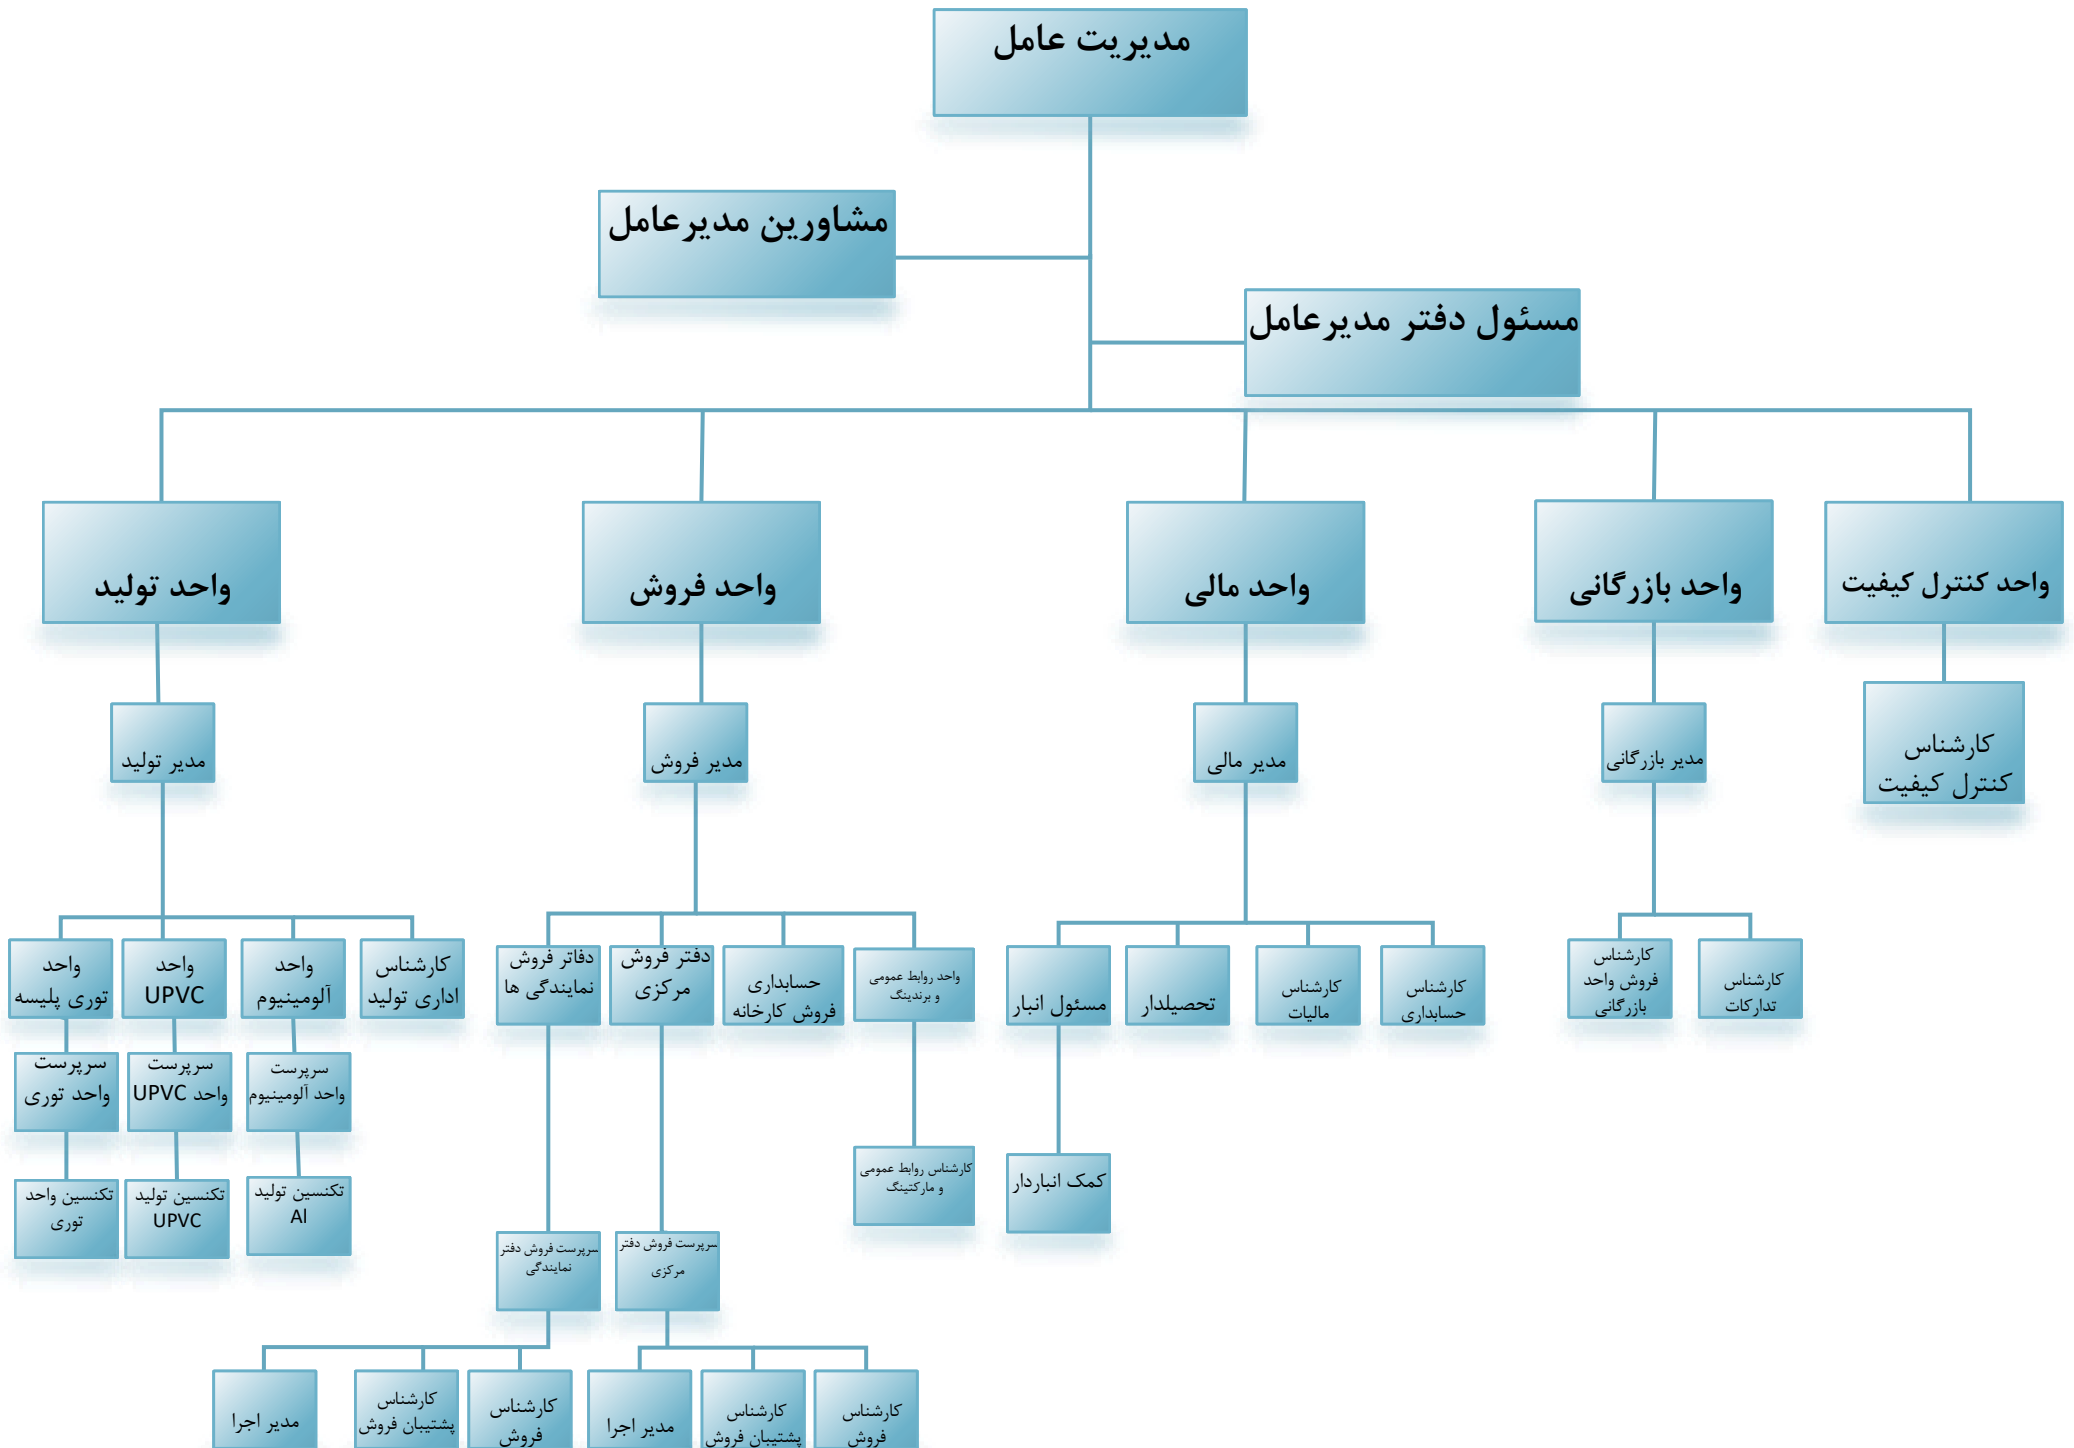 مدیریت عامل
مشاورین مدیرعامل
مسئول دفتر مدیرعامل
واحد کنترل کیفیت
واحد بازرگانی
واحد مالی
واحد فروش
واحد تولید
کارشناس
کنترل کیفیت
مدیر بازرگانی
مدیر مالی
مدیر فروش
مدیر تولید
کارشناس
تدارکات
کارشناس
فروش واحد
بازرگانی
کارشناس
حسابداری
کارشناس
مالیات
تحصیلدار
مسئول انبار
واحد روابط عمومی
و برندینگ
حسابداری
فروش کارخانه
دفتر فروش
مرکزی
دفاتر فروش
نمایندگی ها
کارشناس
اداری تولید
واحد
آلومینیوم
واحد
UPVC
واحد
توری پلیسه
سرپرست
واحد آلومینیوم
سرپرست
واحد UPVC
سرپرست
واحد توری
کمک انباردار
کارشناس روابط عمومی
و مارکتینگ
تکنسین تولید
Al
تکنسین تولید
UPVC
تکنسین واحد
توری
سرپرست فروش دفتر
مرکزی
سرپرست فروش دفتر
نمایندگی
کارشناس
فروش
کارشناس
پشتیبان فروش
مدیر اجرا
کارشناس
فروش
کارشناس
پشتیبان فروش
مدیر اجرا